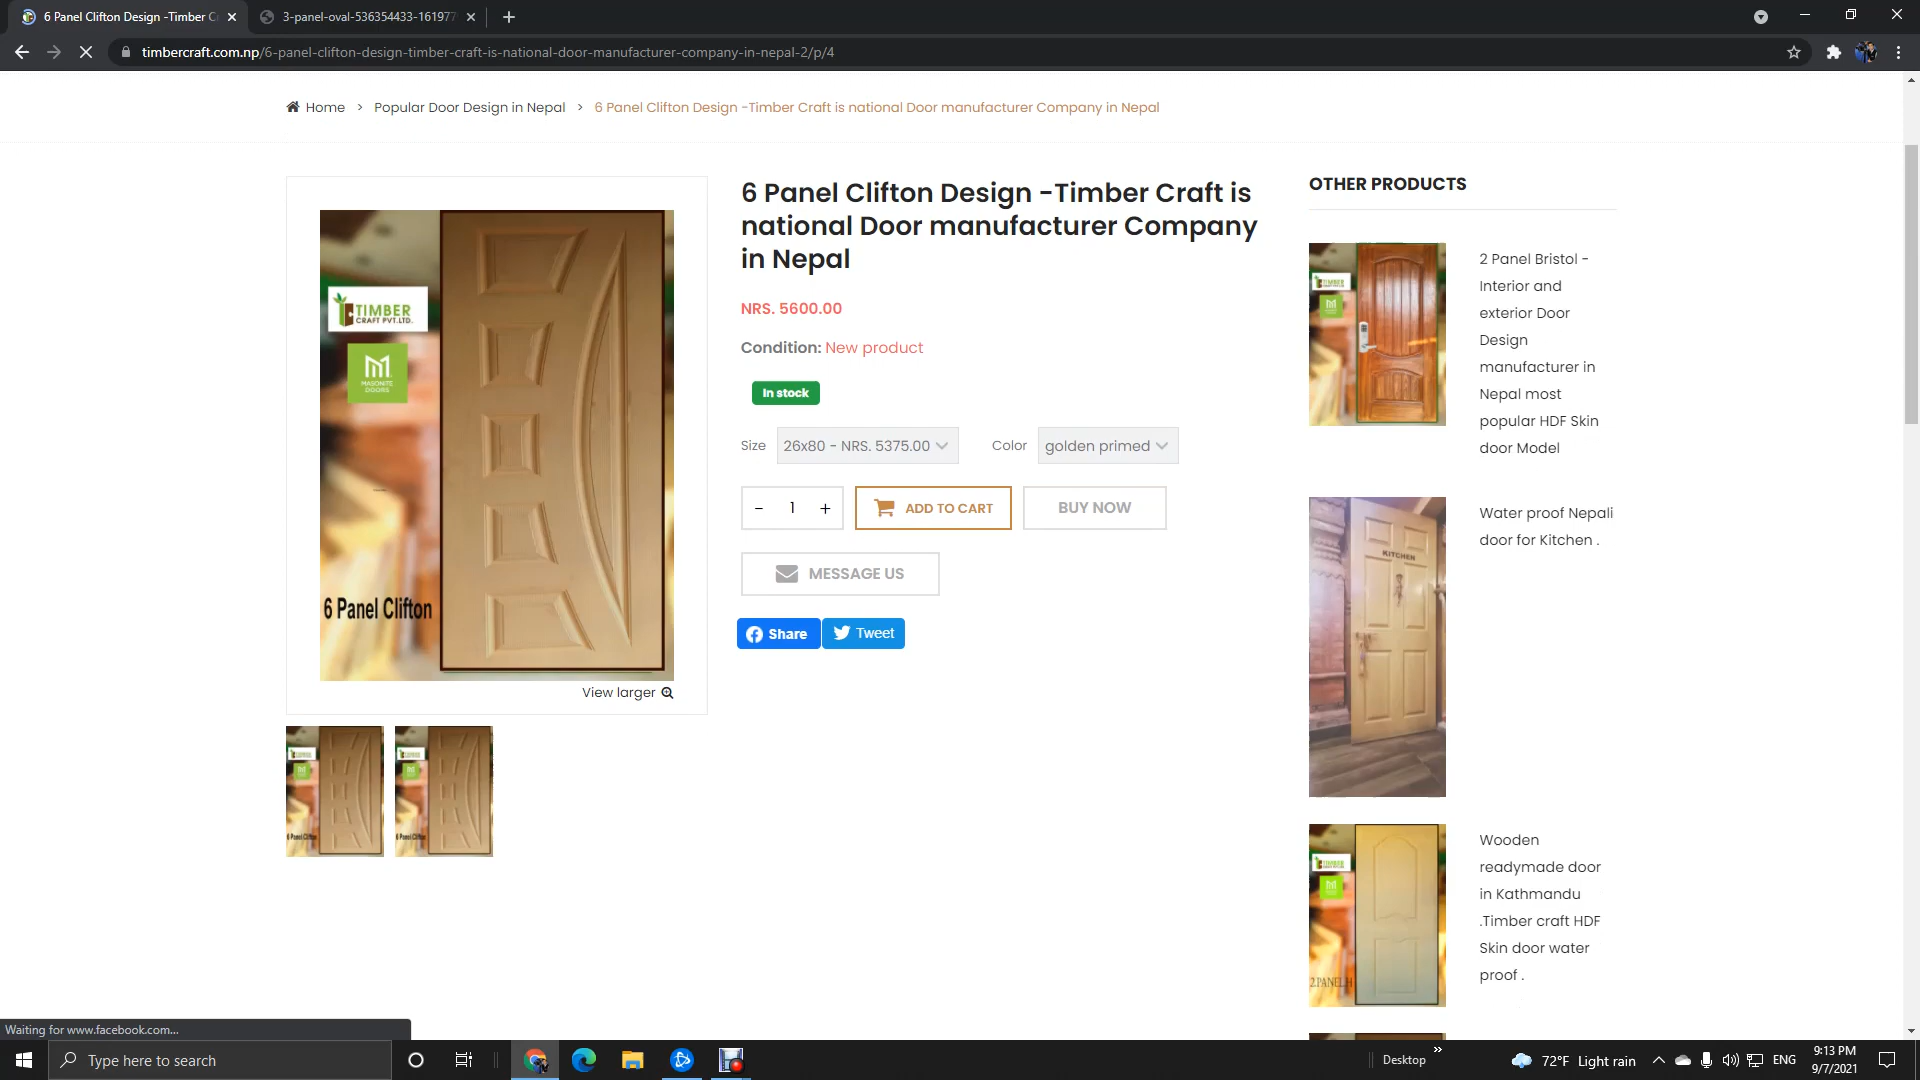 6 Panel Clifton Design -Timber C
3-panel-oval-536354433-16197
timbercraft.com.np/6-panel-clifton-design-timber-craft-is-national-door-manufacturer-company-in-nepal-2/p/4
Home > Popular Door Design in Nepal > 6 Panel Clifton Design -Timber Craft is national Door manufacturer Company in Nepal
TIMBER
CRAFT PVT.LTD.
MASONITE
DOORS
6 Panel Clifton
View larger
6 Panel Clifton Design -Timber Craft is
national Door manufacturer Company
in Nepal
NRS. 5600.00
Condition: New product
In stock
Size 26x80 - NRS. 5375.00 Color golden primed
- 1 + ADD TO CART BUY NOW
MESSAGE US
Share Tweet
OTHER PRODUCTS
2 Panel Bristol -
Interior and
exterior Door
Design
manufacturer in
Nepal most
popular HDF Skin
door Model
KITCHEN
Water proof Nepali
door for Kitchen .
2.PANEL.H
Wooden
readymade door
in Kathmandu
.Timber craft HDF
Skin door water
proof .
Waiting for www.facebook.com...
Type here to search
Desktop
72°F Light rain
ENG
9:13 PM
9/7/2021